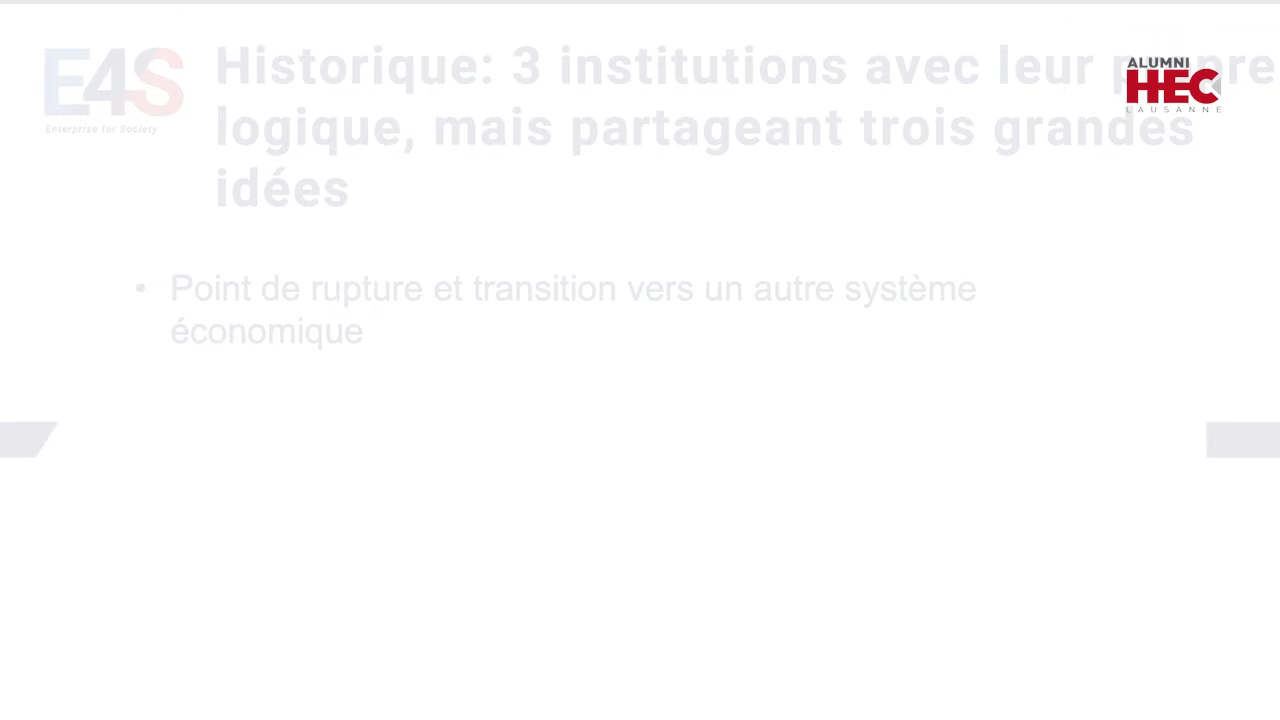 E4S
Enterprise for Society
Historique: 3 institutions avec leur
logique, mais partageant trois grandes
idées
ALUMNI
HEC
LAUSANNE
• Point de rupture et transition vers un autre système
économique